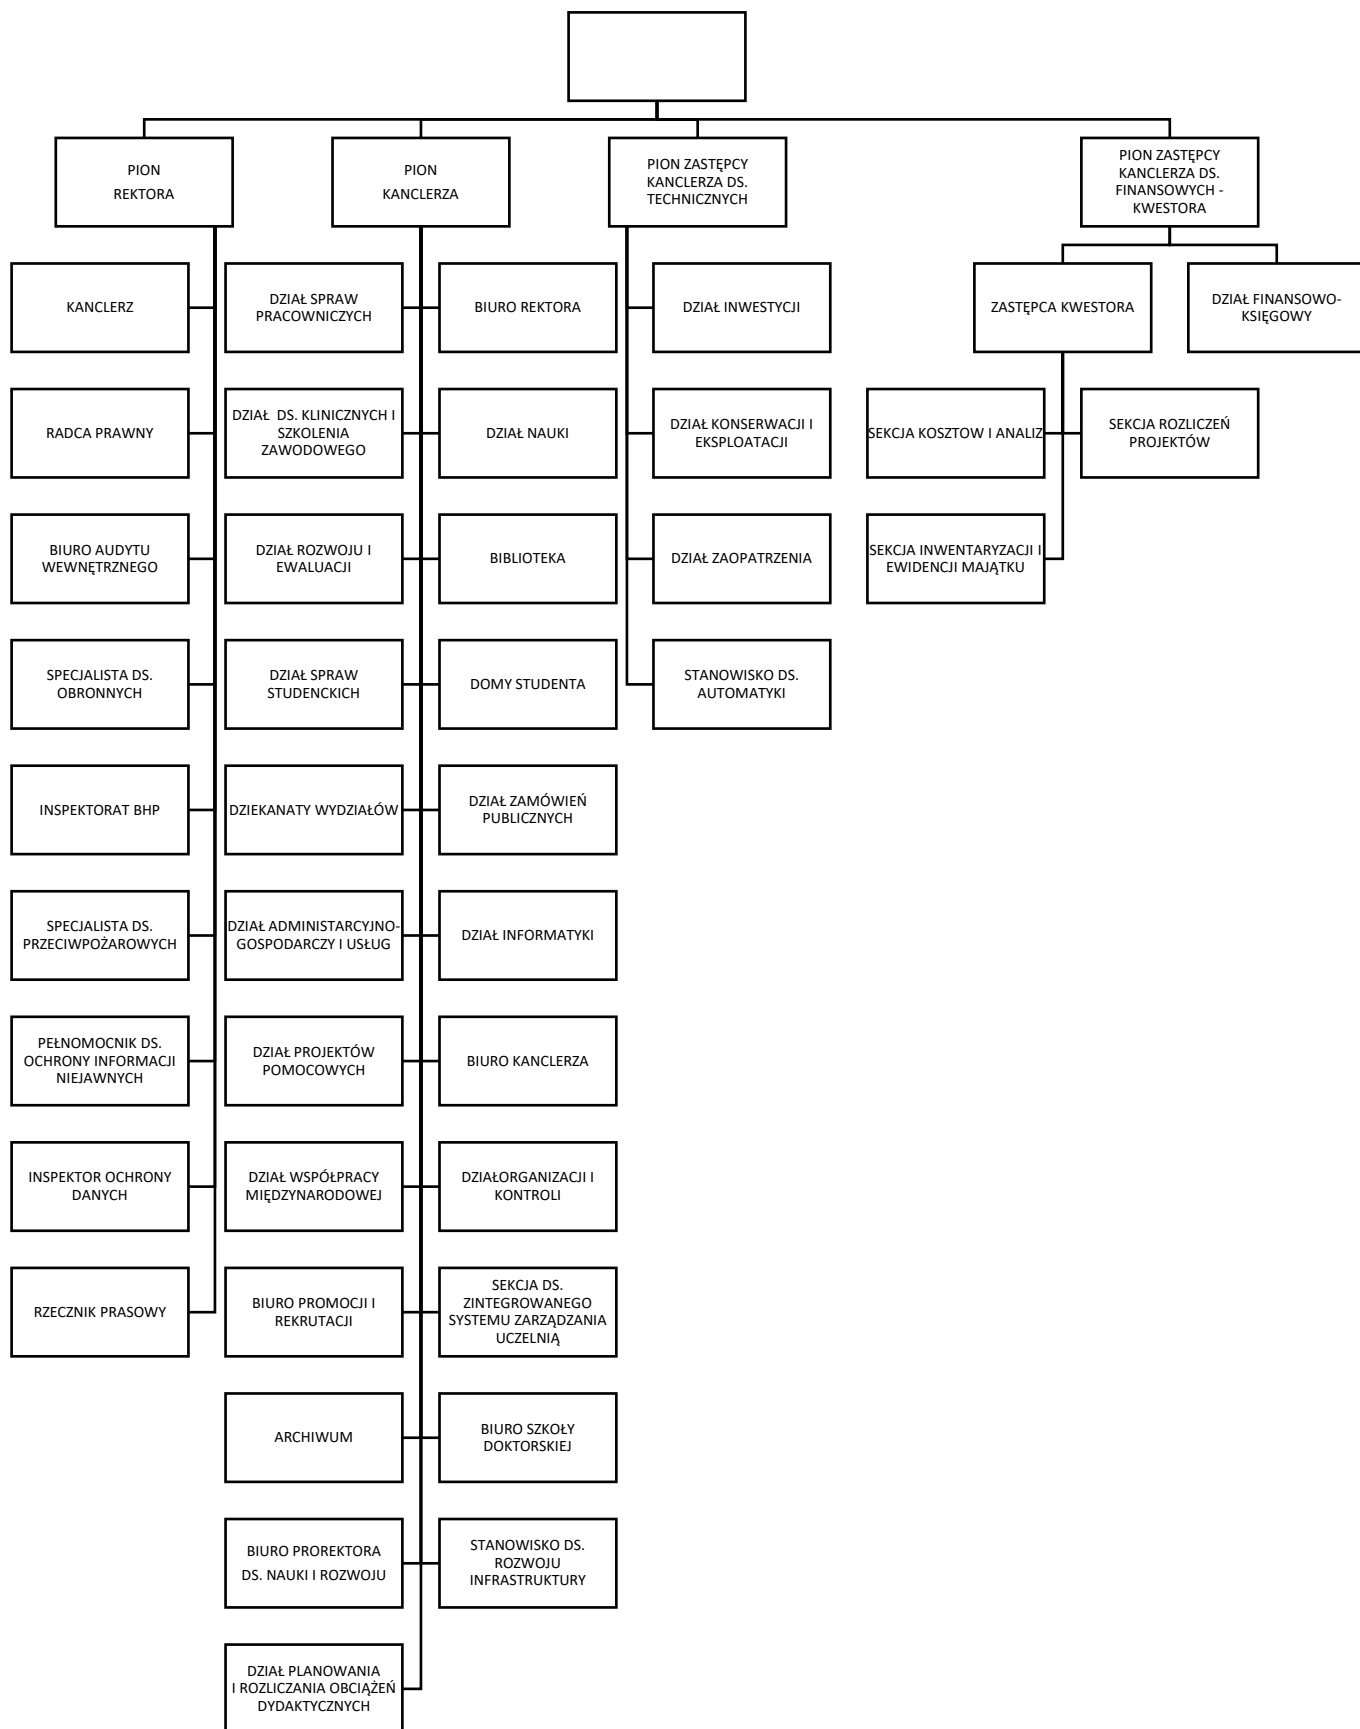 PION
REKTORA
PION
KANCLERZA
PION ZASTĘPCY
KANCLERZA DS.
TECHNICZNYCH
PION ZASTĘPCY
KANCLERZA DS.
FINANSOWYCH -
KWESTORA
KANCLERZ
DZIAŁ SPRAW
PRACOWNICZYCH
BIURO REKTORA
DZIAŁ INWESTYCJI
ZASTĘPCA KWESTORA
DZIAŁ FINANSOWO-
KSIĘGOWY
RADCA PRAWNY
DZIAŁ  DS. KLINICZNYCH I
SZKOLENIA
ZAWODOWEGO
DZIAŁ NAUKI
DZIAŁ KONSERWACJI I
EKSPLOATACJI
SEKCJA KOSZTOW I ANALIZ
SEKCJA ROZLICZEŃ
PROJEKTÓW
BIURO AUDYTU
WEWNĘTRZNEGO
DZIAŁ ROZWOJU I
EWALUACJI
BIBLIOTEKA
DZIAŁ ZAOPATRZENIA
SEKCJA INWENTARYZACJI I
EWIDENCJI MAJĄTKU
SPECJALISTA DS.
OBRONNYCH
DZIAŁ SPRAW
STUDENCKICH
DOMY STUDENTA
STANOWISKO DS.
AUTOMATYKI
INSPEKTORAT BHP
DZIEKANATY WYDZIAŁÓW
DZIAŁ ZAMÓWIEŃ
PUBLICZNYCH
SPECJALISTA DS.
PRZECIWPOŻAROWYCH
DZIAŁ ADMINISTARCYJNO-
GOSPODARCZY I USŁUG
DZIAŁ INFORMATYKI
PEŁNOMOCNIK DS.
OCHRONY INFORMACJI
NIEJAWNYCH
DZIAŁ PROJEKTÓW
POMOCOWYCH
BIURO KANCLERZA
INSPEKTOR OCHRONY
DANYCH
DZIAŁ WSPÓŁPRACY
MIĘDZYNARODOWEJ
DZIAŁORGANIZACJI I
KONTROLI
RZECZNIK PRASOWY
BIURO PROMOCJI I
REKRUTACJI
SEKCJA DS.
ZINTEGROWANEGO
SYSTEMU ZARZĄDZANIA
UCZELNIĄ
ARCHIWUM
BIURO SZKOŁY
DOKTORSKIEJ
BIURO PROREKTORA
DS. NAUKI I ROZWOJU
STANOWISKO DS.
ROZWOJU
INFRASTRUKTURY
DZIAŁ PLANOWANIA
I ROZLICZANIA OBCIĄŻEŃ
DYDAKTYCZNYCH